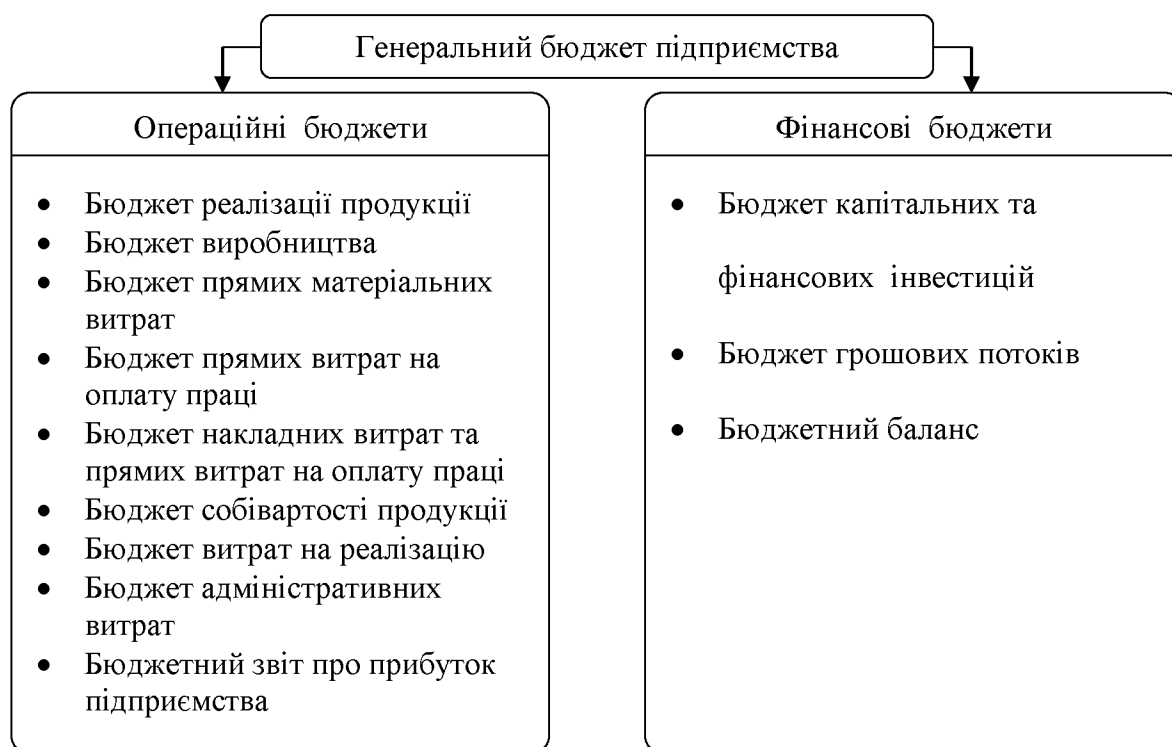 Генеральний бюджет підприємства
Операційні бюджети
• Бюджет реалізації продукції
• Бюджет виробництва
• Бюджет прямих матеріальних
витрат
• Бюджет прямих витрат на
оплату праці
• Бюджет накладних витрат та
прямих витрат на оплату праці
• Бюджет собівартості продукції
• Бюджет витрат на реалізацію
• Бюджет адміністративних
витрат
• Бюджетний звіт про прибуток
підприємства
Фінансові бюджети
• Бюджет капітальних та
фінансових інвестицій
• Бюджет грошових потоків
• Бюджетний баланс